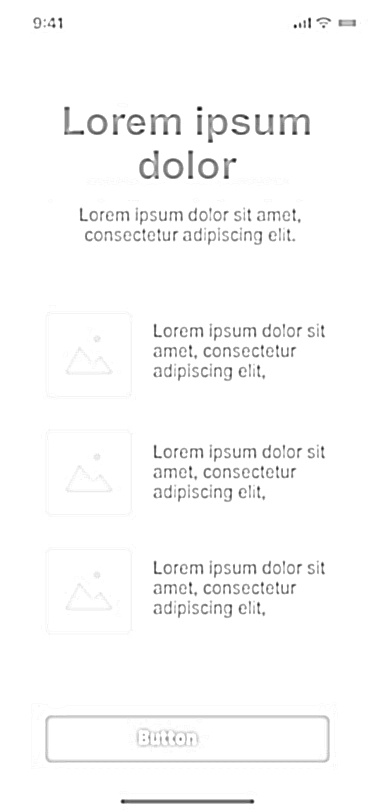 9:41
Lorem ipsum
dolor
Lorem ipsum dolor sit amet,
consectetur adipiscing elit.
Lorem ipsum dolor sit
amet, consectetur
adipiscing elit,
Lorem ipsum dolor sit
amet, consectetur
adipiscing elit,
Lorem ipsum dolor sit
amet, consectetur
adipiscing elit,
Button